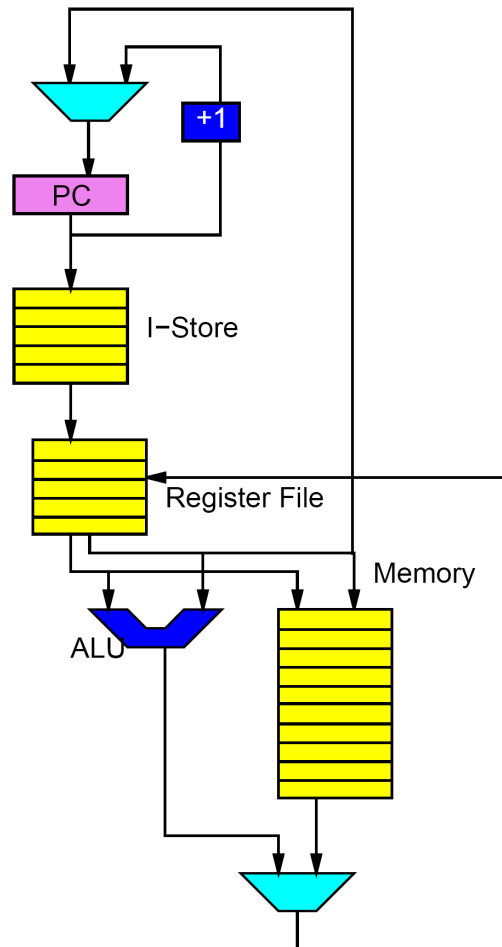 +1
PC
I−Store
Register File
Memory
ALU